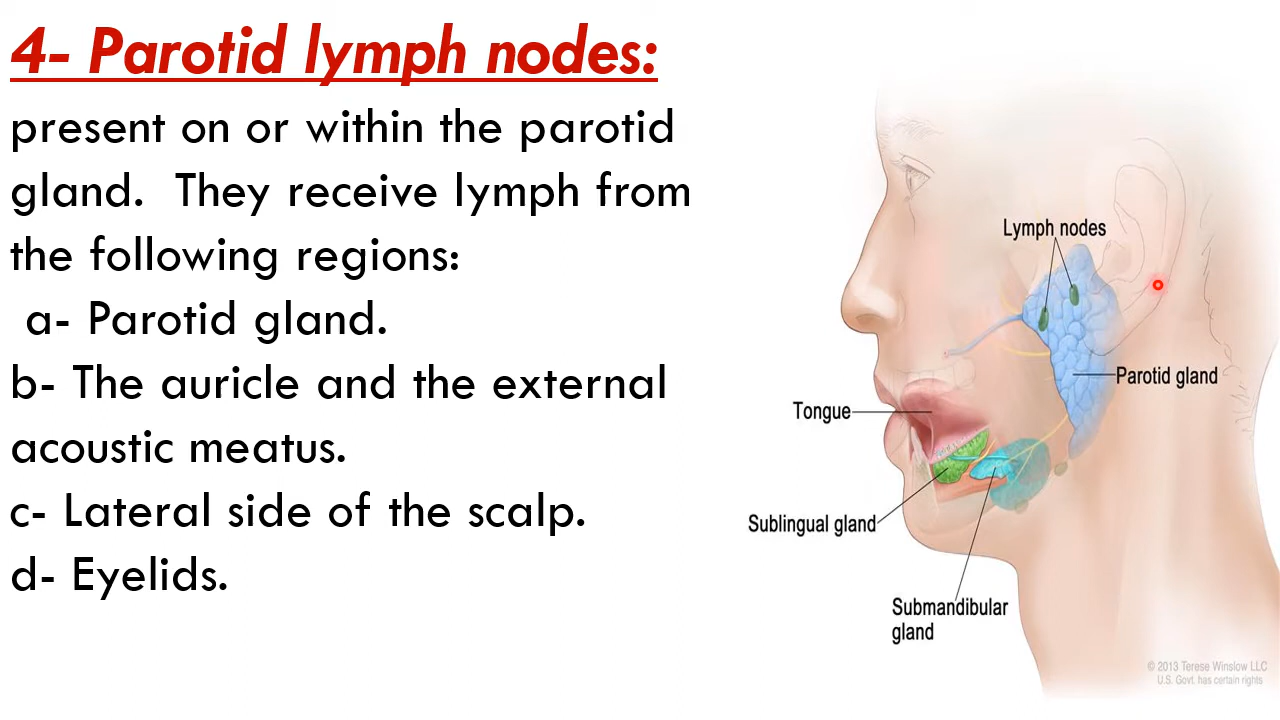 4- Parotid lymph nodes:
present on or within the parotid
gland.  They receive lymph from
the following regions:
a- Parotid gland.
b- The auricle and the external
acoustic meatus.
c- Lateral side of the scalp.
d- Eyelids.
Lymph nodes
Parotid gland
Tongue
Sublingual gland
Submandibular
gland
© 2013 Terese Winslow LLC
U.S. Govt. has certain rights